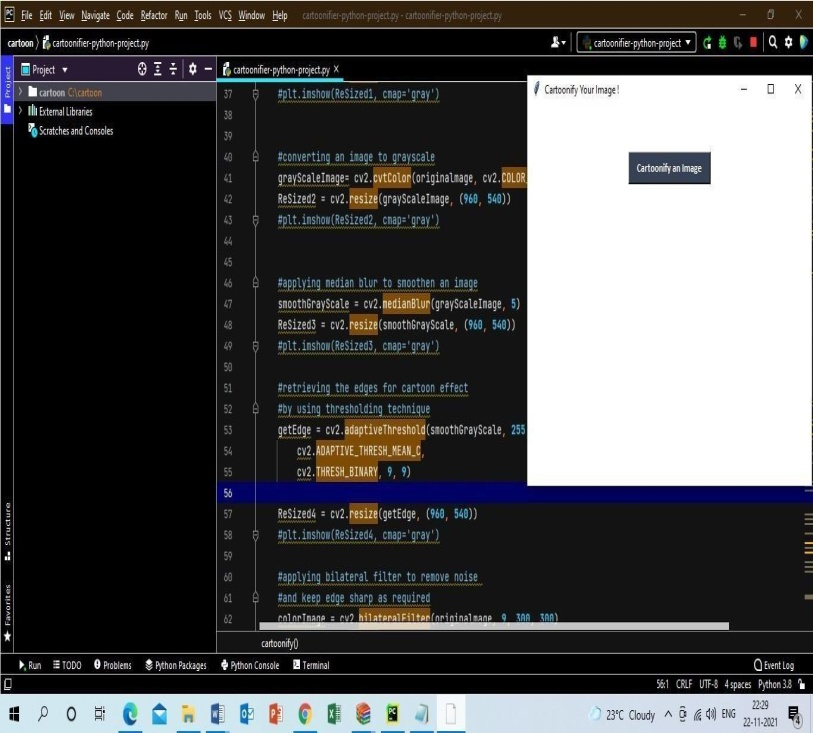 PC File Edit View Navigate Code Refactor Run Tools VCS Window Help cartoonifier-python-project.py - cartoonifier-python-project.py
cartoon cartoonifier-python-project.py cartoonifier-python-project
Project
Project
cartoon C:\cartoon
External Libraries
Scratches and Consoles
Structure
Favorites
cartoonifier-python-project.py X
37 #plt.imshow(ReSized1, cmap='gray')
38
39
40 #converting an image to grayscale
41 grayScaleImage= cv2.cvtColor(originalmage, cv2.COLOR_
42 ReSized2 = cv2.resize(grayScaleImage, (960, 540))
43 #plt.imshow(ReSized2, cmap='gray')
44
45
46 #applying median blur to smoothen an image
47 smoothGrayScale = cv2.medianBlur(grayScaleImage, 5)
48 ReSized3 = cv2.resize(smoothGrayScale, (960, 540))
49 #plt.imshow(ReSized3, cmap='gray')
50
51 #retrieving the edges for cartoon effect
52 #by using thresholding technique
53 getEdge = cv2.adaptiveThreshold(smoothGrayScale, 255
54 cv2.ADAPTIVE_THRESH_MEAN_C,
55 cv2.THRESH_BINARY, 9, 9)
56
57 ReSized4 = cv2.resize(getEdge, (960, 540))
58 #plt.imshow(ReSized4, cmap='gray')
59
60 #applying bilateral filter to remove noise
61 #and keep edge sharp as required
62 colorImage = cv2.bilateralFilter(originalmage, 9, 300, 300)
cartoonify()
Cartoonify Your Image !
Cartoonify an Image
Run TODO Problems Python Packages Python Console Terminal Event Log
56:1 CRLF UTF-8 4 spaces Python 3.8
23°C Cloudy ENG 22:29
22-11-2021
4